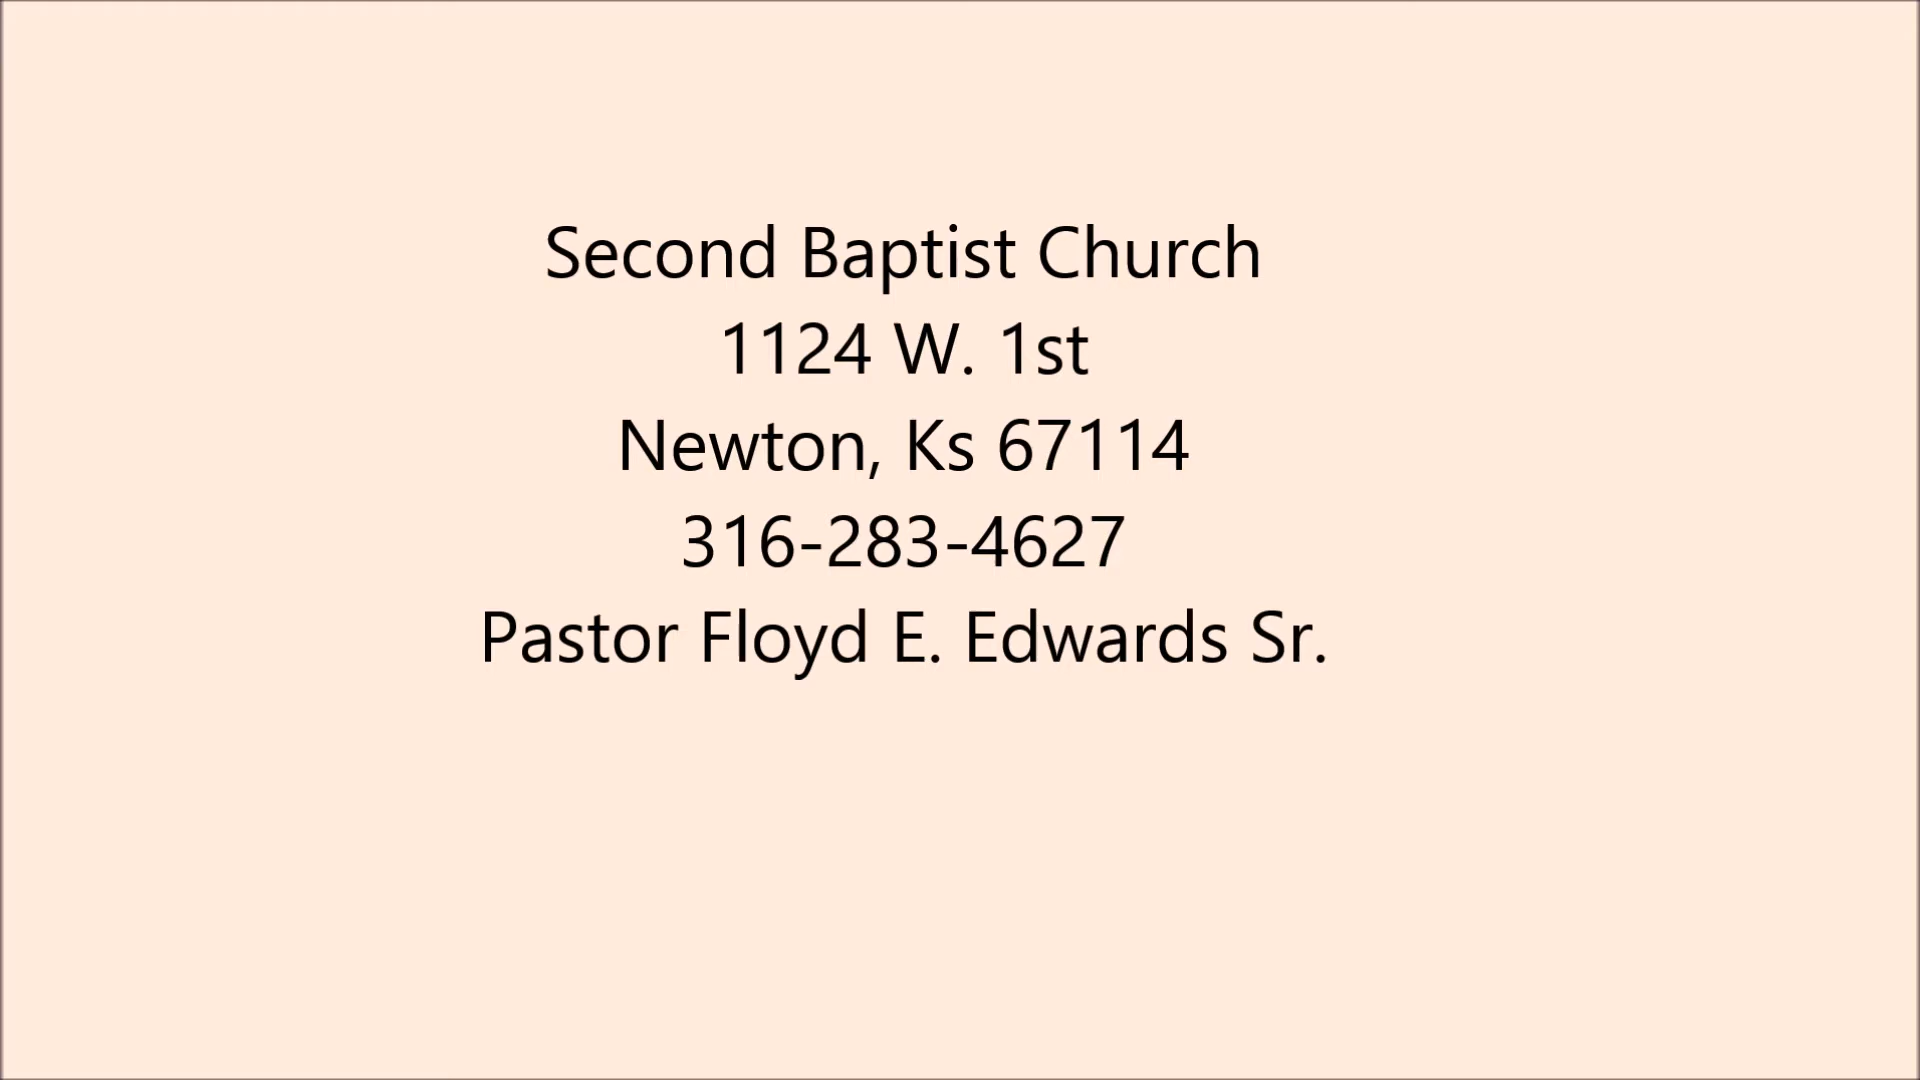 Second Baptist Church
1124 W. 1st
Newton, Ks 67114
316-283-4627
Pastor Floyd E. Edwards Sr.